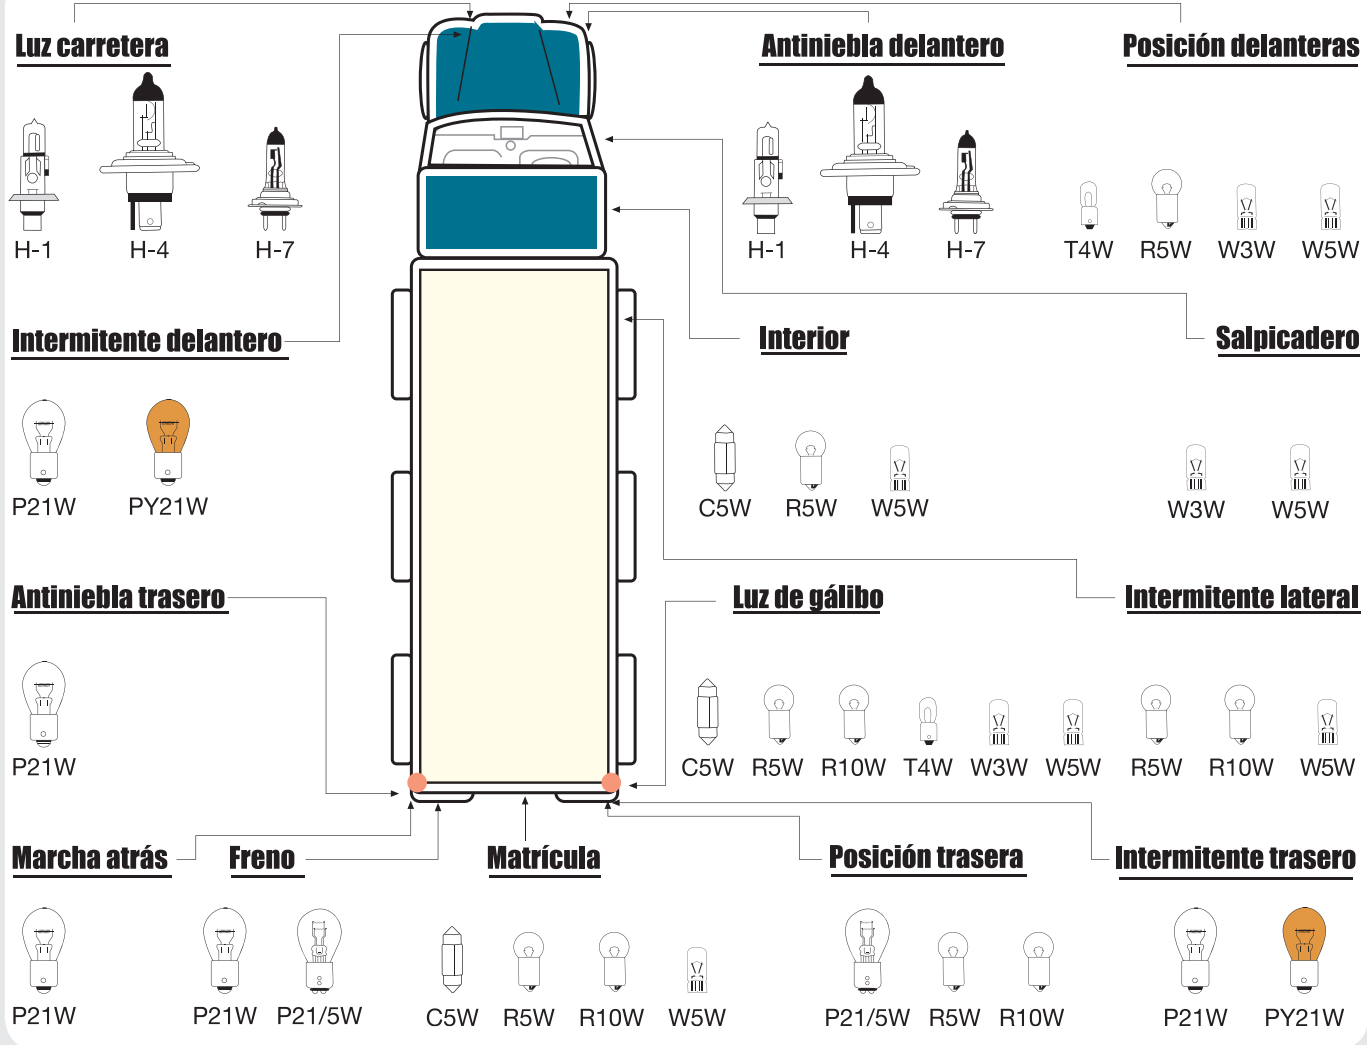 Luz carretera
Antiniebla delantero
Posición delanteras
H-1 H-4 H-7
H-1 H-4 H-7
T4W R5W W3W W5W
Intermitente delantero
Interior
Salpicadero
P21W PY21W
C5W R5W W5W
W3W W5W
Antiniebla trasero
Luz de gálibo
Intermitente lateral
P21W
C5W R5W R10W T4W W3W W5W
R5W R10W W5W
Marcha atrás
Freno
Matrícula
Posición trasera
Intermitente trasero
P21W
P21W P21/5W
C5W R5W R10W W5W
P21/5W R5W R10W
P21W PY21W